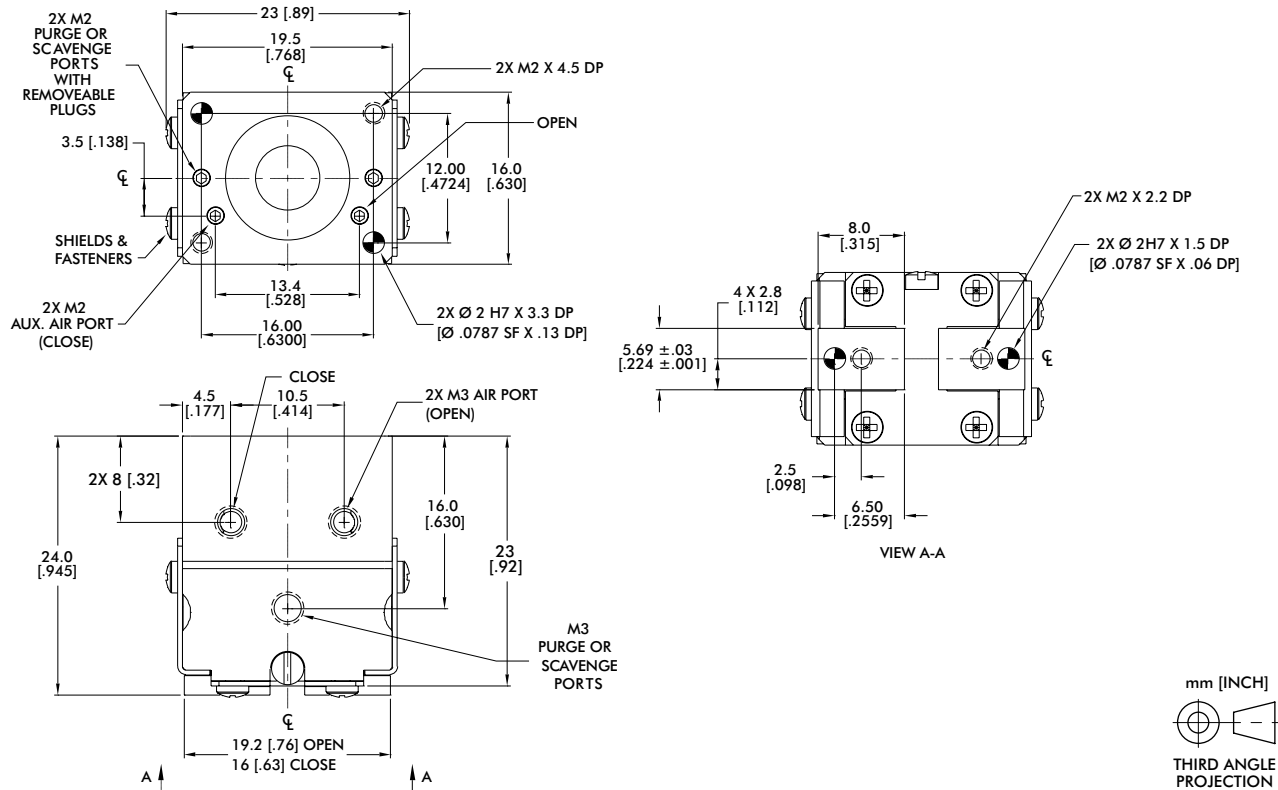 2X M2
PURGE OR
SCAVENGE
PORTS
WITH
REMOVEABLE
PLUGS
23 [.89]
19.5
[.768]
℄
2X M2 X 4.5 DP
OPEN
3.5 [.138]
℄
12.00
[.4724]
16.0
[.630]
SHIELDS &
FASTENERS
13.4
[.528]
2X M2
AUX. AIR PORT
(CLOSE)
16.00
[.6300]
2X Ø 2 H7 X 3.3 DP
[Ø .0787 SF X .13 DP]
2X M2 X 2.2 DP
8.0
[.315]
2X Ø 2H7 X 1.5 DP
[Ø .0787 SF X .06 DP]
4 X 2.8
[.112]
5.69 ±.03
[.224 ±.001]
℄
2.5
[.098]
6.50
[.2559]
VIEW A-A
CLOSE
4.5
[.177]
10.5
[.414]
2X M3 AIR PORT
(OPEN)
2X 8 [.32]
16.0
[.630]
24.0
[.945]
23
[.92]
M3
PURGE OR
SCAVENGE
PORTS
℄
19.2 [.76] OPEN
16 [.63] CLOSE
A
A
mm [INCH]
THIRD ANGLE
PROJECTION